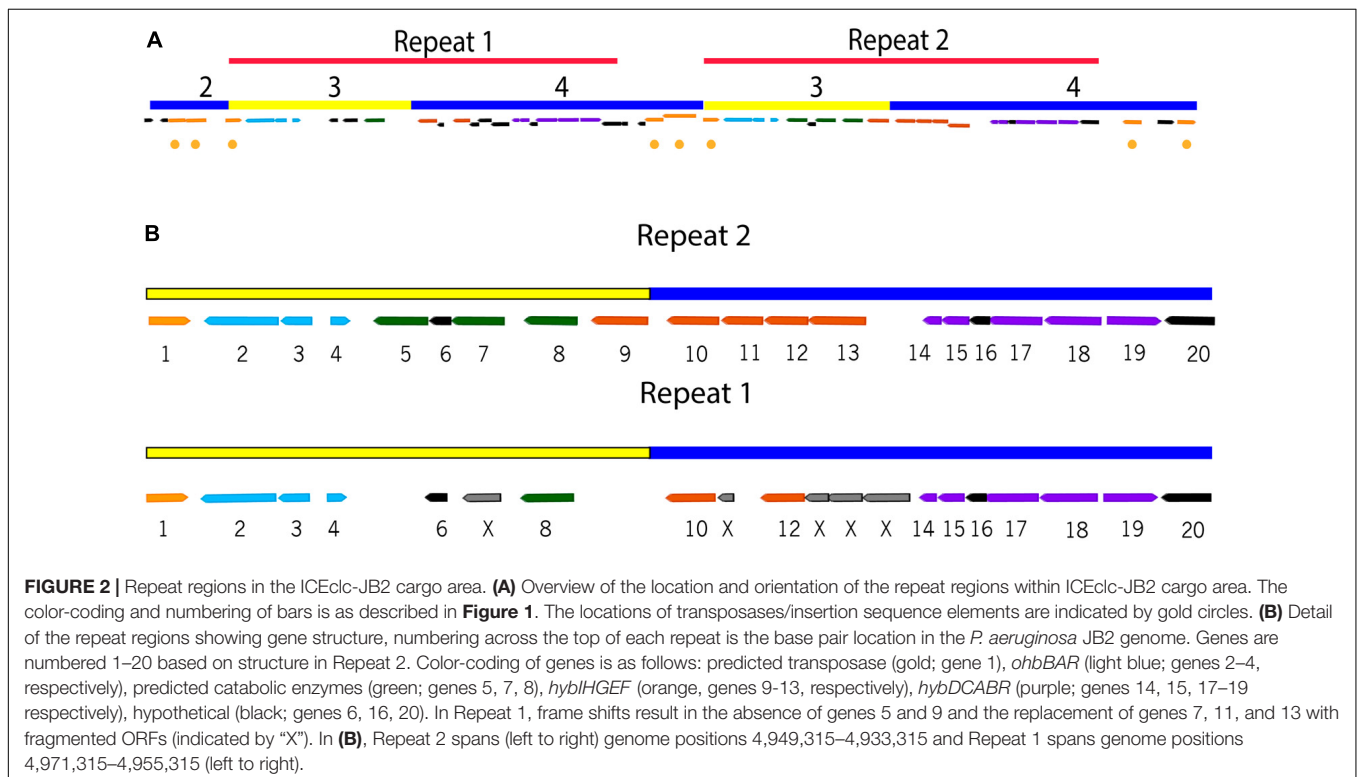 A
Repeat 1
Repeat 2
2
3
4
3
4
B
Repeat 2
1 2 3 4 5 6 7 8 9 10 11 12 13 14 15 16 17 18 19 20
Repeat 1
1 2 3 4 6 X 8 10 X 12 X X X 14 15 16 17 18 19 20
FIGURE 2 | Repeat regions in the ICEclc-JB2 cargo area. (A) Overview of the location and orientation of the repeat regions within ICEclc-JB2 cargo area. The
color-coding and numbering of bars is as described in Figure 1. The locations of transposases/insertion sequence elements are indicated by gold circles. (B) Detail
of the repeat regions showing gene structure, numbering across the top of each repeat is the base pair location in the P. aeruginosa JB2 genome. Genes are
numbered 1–20 based on structure in Repeat 2. Color-coding of genes is as follows: predicted transposase (gold; gene 1), ohbBAR (light blue; genes 2–4,
respectively), predicted catabolic enzymes (green; genes 5, 7, 8), hybIHGEF (orange, genes 9-13, respectively), hybDCABR (purple; genes 14, 15, 17–19
respectively), hypothetical (black; genes 6, 16, 20). In Repeat 1, frame shifts result in the absence of genes 5 and 9 and the replacement of genes 7, 11, and 13 with
fragmented ORFs (indicated by “X”). In (B), Repeat 2 spans (left to right) genome positions 4,949,315–4,933,315 and Repeat 1 spans genome positions
4,971,315–4,955,315 (left to right).